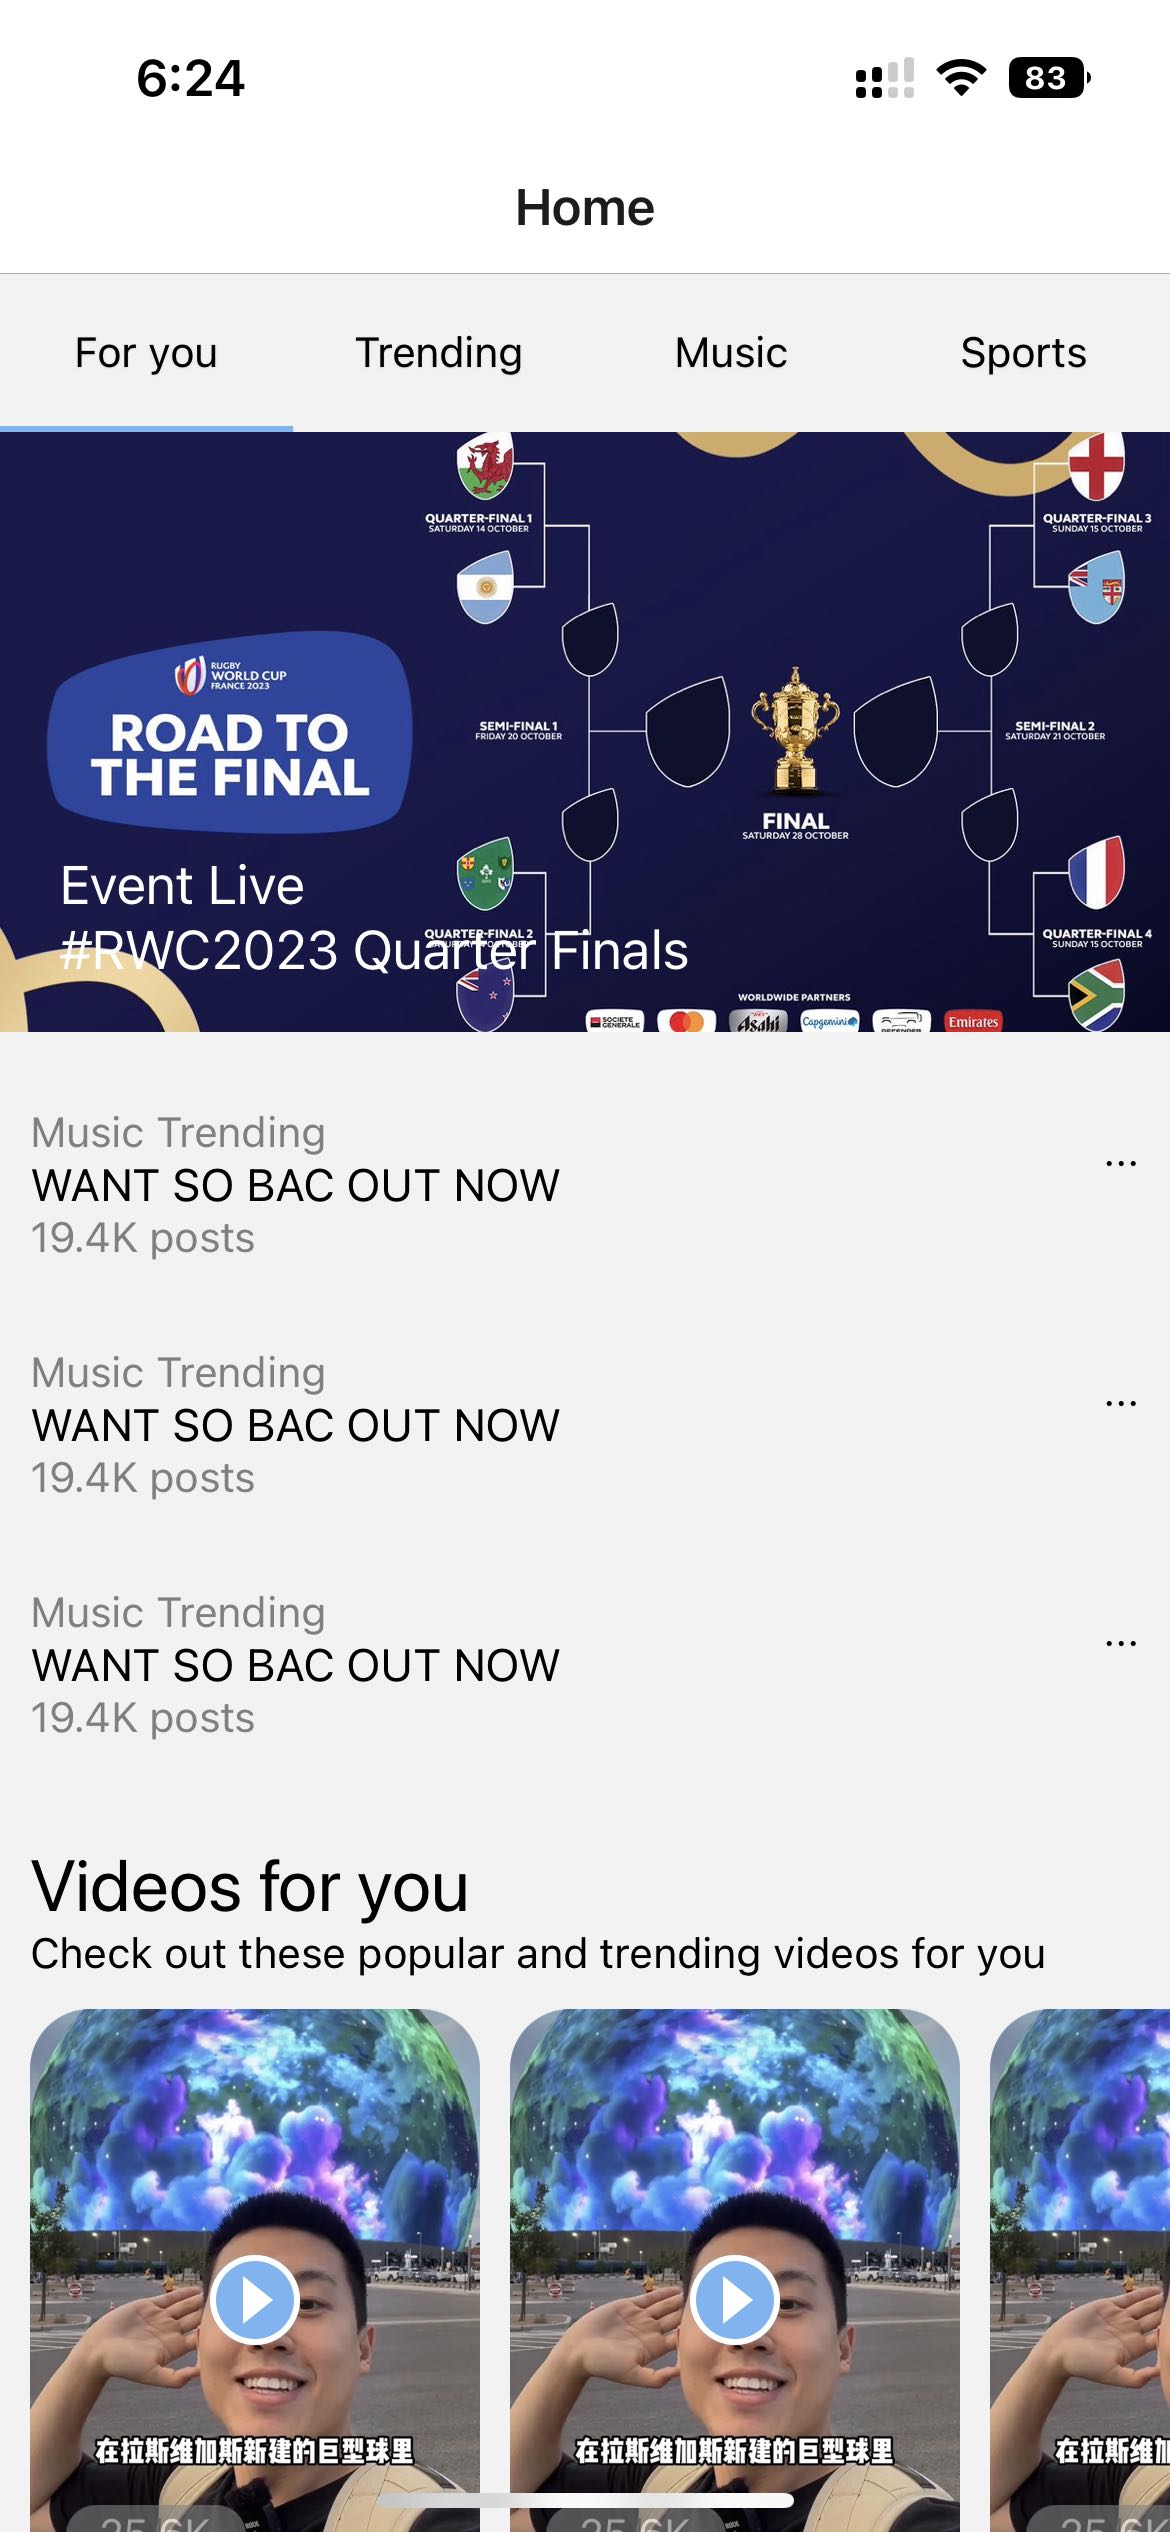 6:24
83
Home
For you
Trending
Music
Sports
QUARTER-FINAL 1
SATURDAY 14 OCTOBER
QUARTER-FINAL 3
SUNDAY 15 OCTOBER
RUGBY
WORLD CUP
FRANCE 2023
ROAD TO
THE FINAL
SEMI-FINAL 1
FRIDAY 20 OCTOBER
SEMI-FINAL 2
SATURDAY 21 OCTOBER
FINAL
SATURDAY 28 OCTOBER
Event Live
#RWC2023 Quarter Finals
QUARTER-FINAL 2
SATURDAY 14 OCTOBER
QUARTER-FINAL 4
SUNDAY 15 OCTOBER
WORLDWIDE PARTNERS
SOCIETE
GENERALE
Asahi
Capgemini
DEFENDER
Emirates
Music Trending
WANT SO BAC OUT NOW
19.4K posts
...
Music Trending
WANT SO BAC OUT NOW
19.4K posts
...
Music Trending
WANT SO BAC OUT NOW
19.4K posts
...
Videos for you
Check out these popular and trending videos for you
在拉斯维加斯新建的巨型球里
在拉斯维加斯新建的巨型球里
在拉斯维加
25.6K
25.6K
25.6K